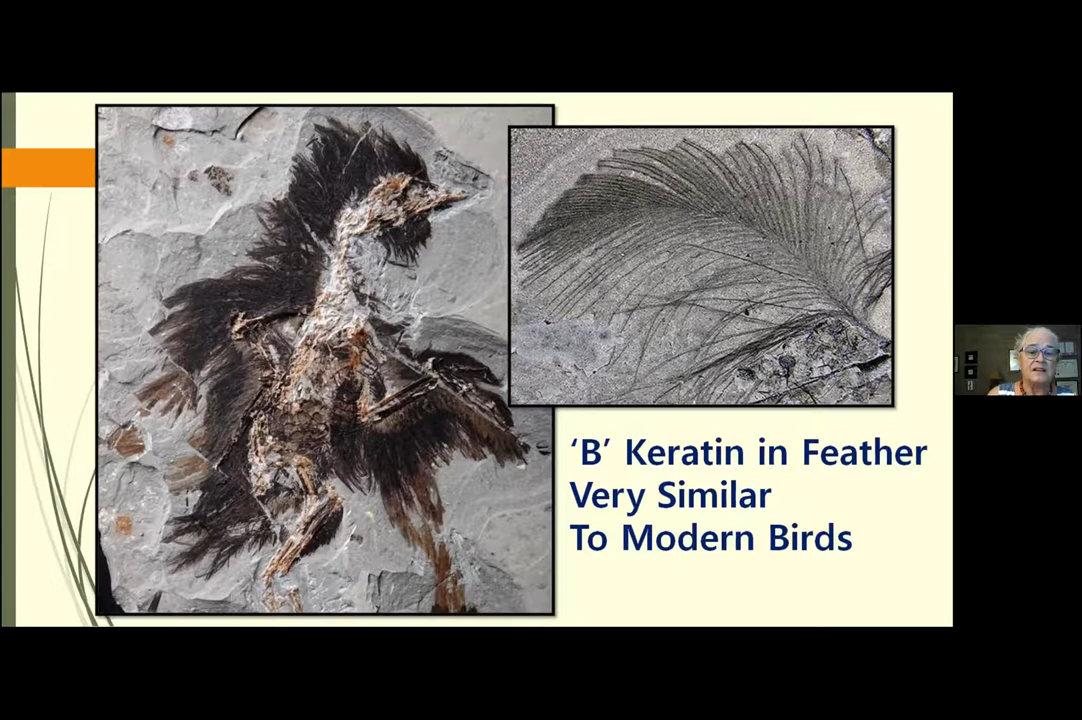 ‘B’ Keratin in Feather
Very Similar
To Modern Birds